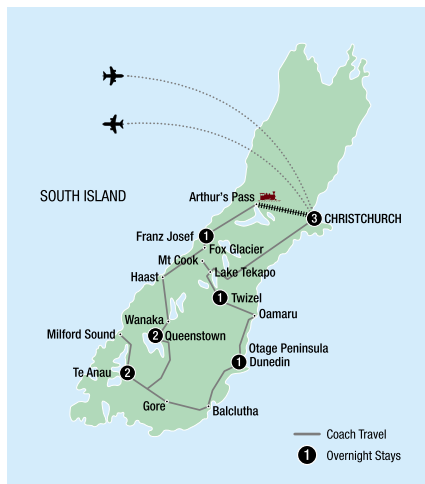 SOUTH ISLAND
Arthur's Pass
3 CHRISTCHURCH
Franz Josef 1
Fox Glacier
Mt Cook
Lake Tekapo
Haast
1 Twizel
Oamaru
Wanaka
Milford Sound
2 Queenstown
Otage Peninsula
1 Dunedin
Te Anau 2
Gore
Balclutha
Coach Travel
1 Overnight Stays